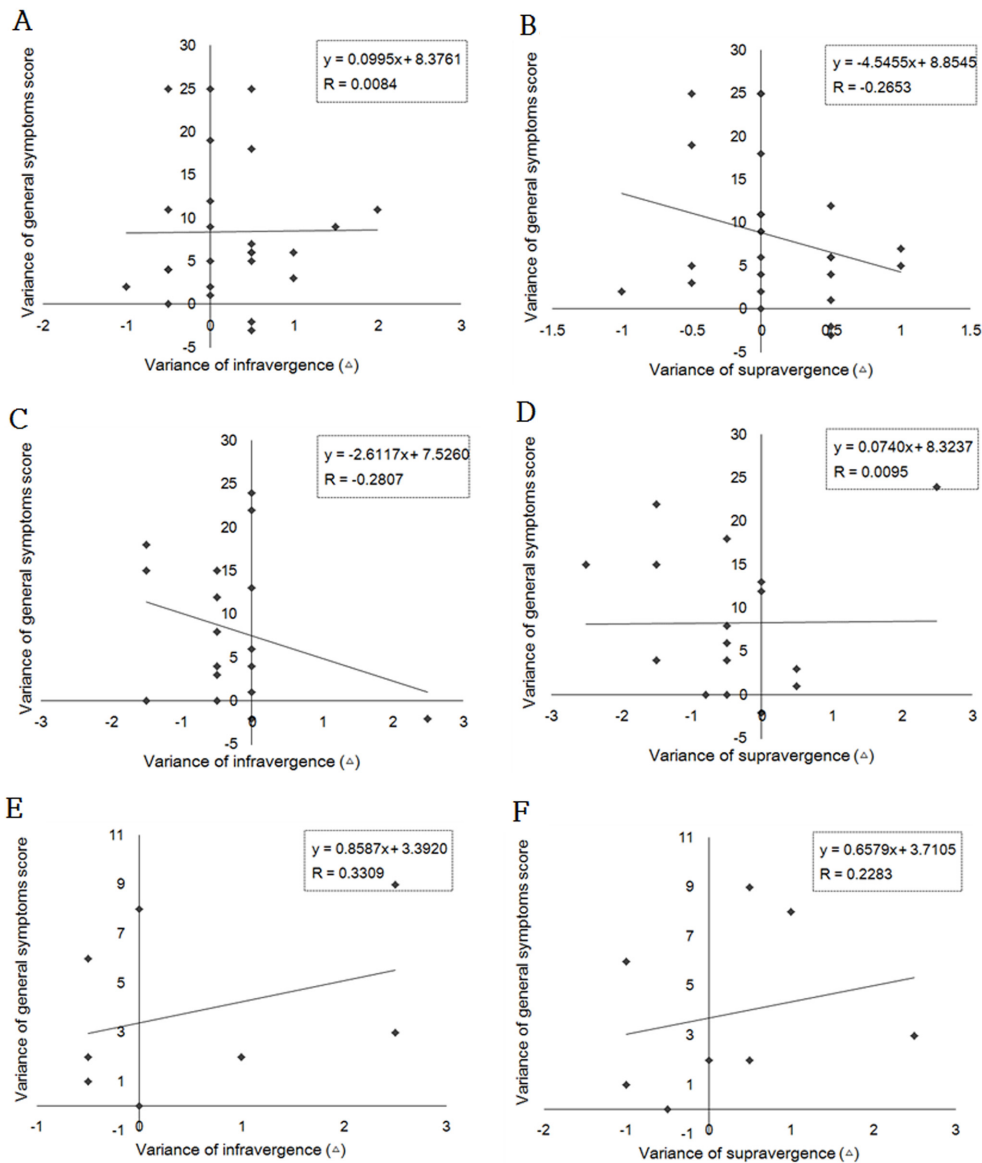 A
Variance of general symptoms score
30
25
20
15
10
5
0
-5
-2
-1
0
1
2
3
y = 0.0995x + 8.3761
R = 0.0084
Variance of infravergence (△)
B
Variance of general symptoms score
30
25
20
15
10
5
0
-5
-1.5
-1
-0.5
0
0.5
1
1.5
y = -4.5455x + 8.8545
R = -0.2653
Variance of supravergence (△)
C
Variance of general symptoms score
30
25
20
15
10
5
0
-5
-3
-2
-1
0
1
2
3
y = -2.6117x + 7.5260
R = -0.2807
Variance of infravergence (△)
D
Variance of general symptoms score
30
25
20
15
10
5
0
-5
-3
-2
-1
0
1
2
3
y = 0.0740x + 8.3237
R = 0.0095
Variance of supravergence (△)
E
Variance of general symptoms score
11
9
7
5
3
1
-1
-1
0
1
2
3
y = 0.8587x + 3.3920
R = 0.3309
Variance of infravergence (△)
F
Variance of general symptoms score
11
9
7
5
3
1
-1
-2
-1
0
1
2
3
y = 0.6579x + 3.7105
R = 0.2283
Variance of supravergence (△)